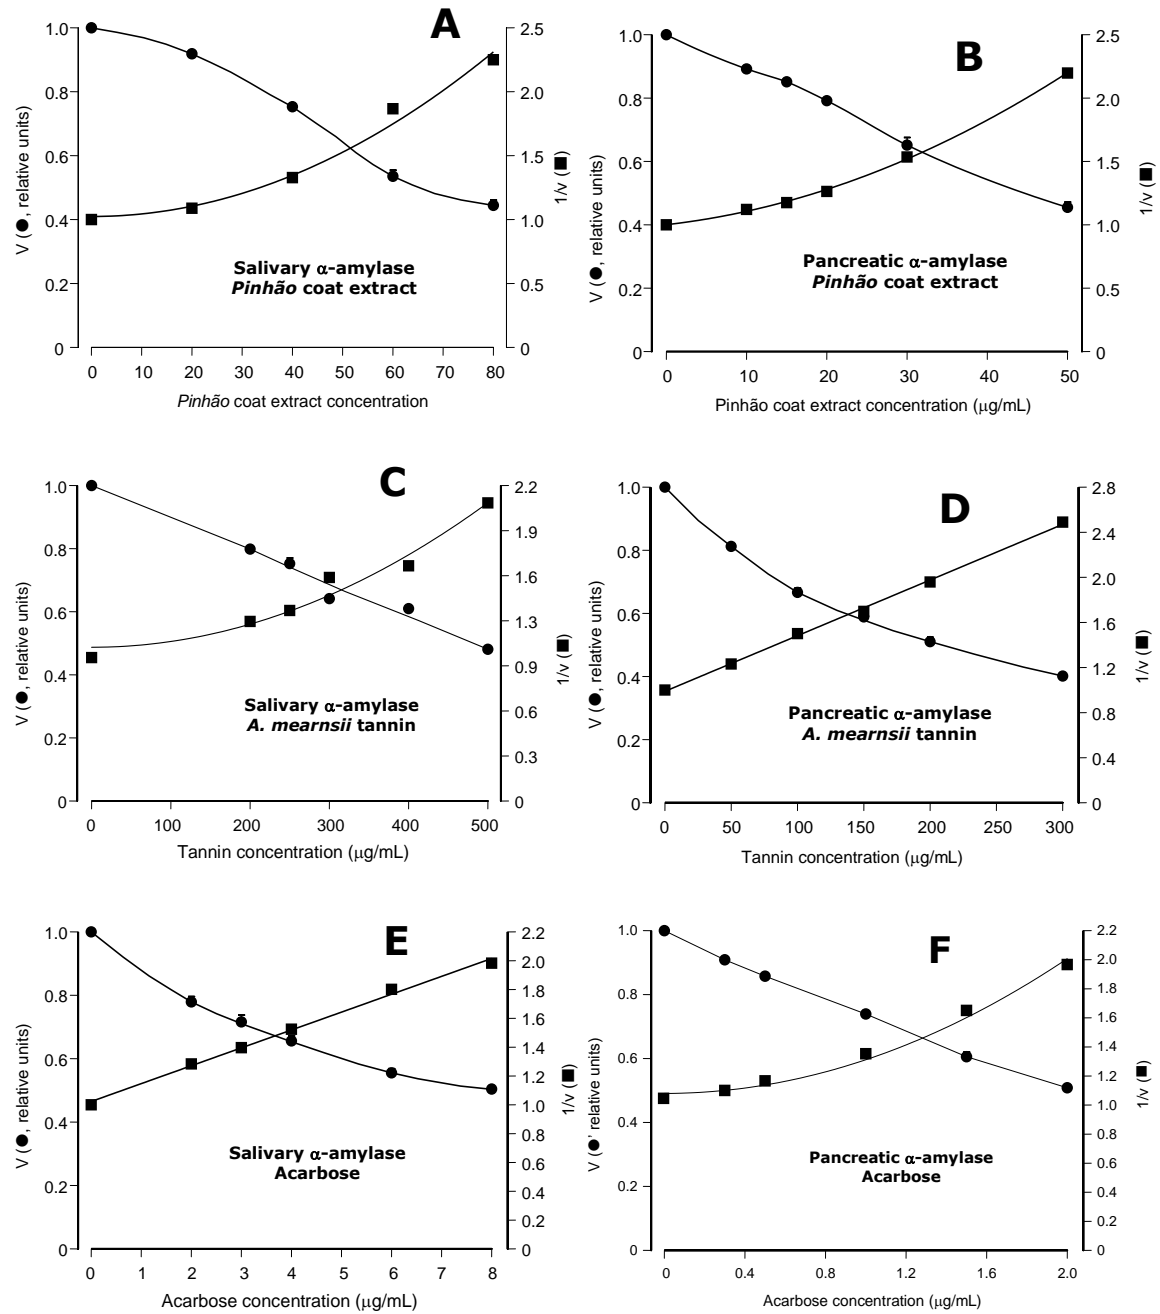 A
1.0
0.8
0.6
0.4
0.2
0
2.5
2.0
1.5
1.0
0.5
0
V (●, relative units)
1/v (■)
Salivary α-amylase
Pinhão coat extract
0 10 20 30 40 50 60 70 80
Pinhão coat extract concentration
B
1.0
0.8
0.6
0.4
0.2
0
2.5
2.0
1.5
1.0
0.5
0
V (●, relative units)
1/v (■)
Pancreatic α-amylase
Pinhão coat extract
0 10 20 30 40 50
Pinhão coat extract concentration (µg/mL)
C
1.0
0.8
0.6
0.4
0.2
0
2.2
1.9
1.6
1.3
0.9
0.6
0.3
0
V (●, relative units)
1/v (■)
Salivary α-amylase
A. mearnsii tannin
0 100 200 300 400 500
Tannin concentration (µg/mL)
D
1.0
0.8
0.6
0.4
0.2
0
2.8
2.4
2.0
1.6
1.2
0.8
0.4
0
V (●, relative units)
1/v (■)
Pancreatic α-amylase
A. mearnsii tannin
0 50 100 150 200 250 300
Tannin concentration (µg/mL)
E
1.0
0.8
0.6
0.4
0.2
0
2.2
2.0
1.8
1.6
1.4
1.2
1.0
0.8
0.6
0.4
0.2
0
V (●, relative units)
1/v (■)
Salivary α-amylase
Acarbose
0 1 2 3 4 5 6 7 8
Acarbose concentration (µg/mL)
F
1.0
0.8
0.6
0.4
0.2
0
2.2
2.0
1.8
1.6
1.4
1.2
1.0
0.8
0.6
0.4
0.2
0
V (●, relative units)
1/v (■)
Pancreatic α-amylase
Acarbose
0 0.4 0.8 1.2 1.6 2.0
Acarbose concentration (µg/mL)